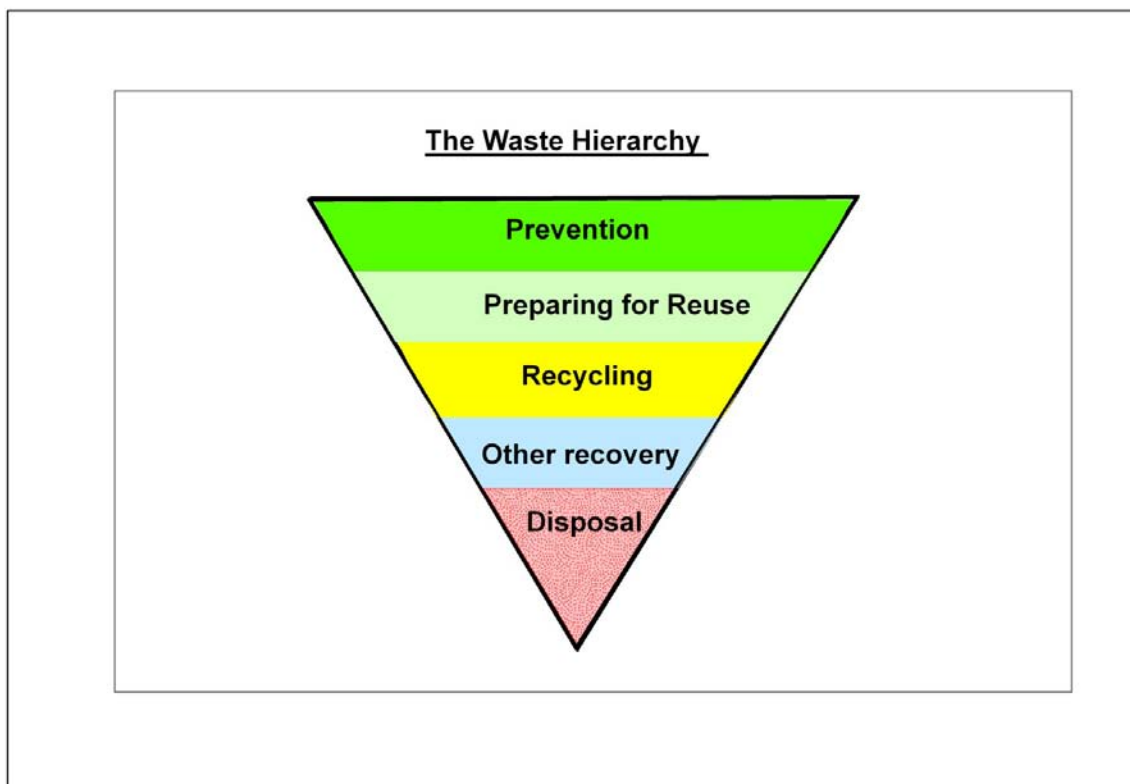 The Waste Hierarchy
Prevention
Preparing for Reuse
Recycling
Other recovery
Disposal